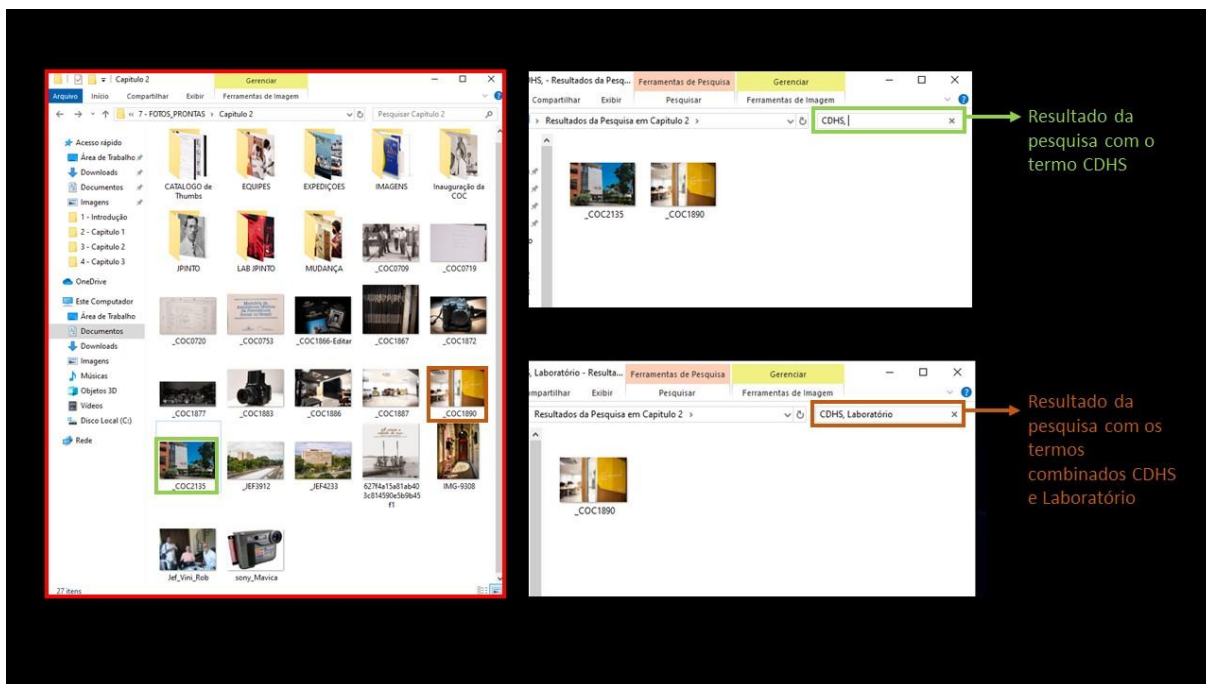 Capitulo 2
Gerenciar
Arquivo Início Compartilhar Exibir Ferramentas de Imagem
« 7 - FOTOS_PRONTAS › Capitulo 2 ›
Pesquisar Capitulo 2
Acesso rápido
Área de Trabalho
Downloads
Documentos
Imagens
1 - Introdução
2 - Capitulo 1
3 - Capitulo 2
4 - Capitulo 3
OneDrive
Este Computador
Área de Trabalho
Documentos
Downloads
Imagens
Músicas
Objetos 3D
Vídeos
Disco Local (C:)
Rede
CATALOGO de Thumbs
EQUIPES
EXPEDIÇOES
IMAGENS
Inauguração da COC
JPINTO
LAB JPINTO
MUDANÇA
_COC0709
_COC0719
_COC0720
_COC0753
_COC1866-Editar
_COC1867
_COC1872
_COC1877
_COC1883
_COC1886
_COC1887
_COC1890
_COC2135
_JEF3912
_JEF4233
627f4a15a81ab40
3c814590e5b9b45
f1
IMG-9308
Jef_Vini_Rob
sony_Mavica
27 itens
HS, - Resultados da Pesq... Ferramentas de Pesquisa Gerenciar
Compartilhar Exibir Pesquisar Ferramentas de Imagem
› Resultados da Pesquisa em Capitulo 2 ›
CDHS,
_COC2135
_COC1890
Resultado da
pesquisa com o
termo CDHS
, Laboratório - Resulta... Ferramentas de Pesquisa Gerenciar
mpartilhar Exibir Pesquisar Ferramentas de Imagem
Resultados da Pesquisa em Capitulo 2 ›
CDHS, Laboratório
_COC1890
Resultado da
pesquisa com os
termos
combinados CDHS
e Laboratório